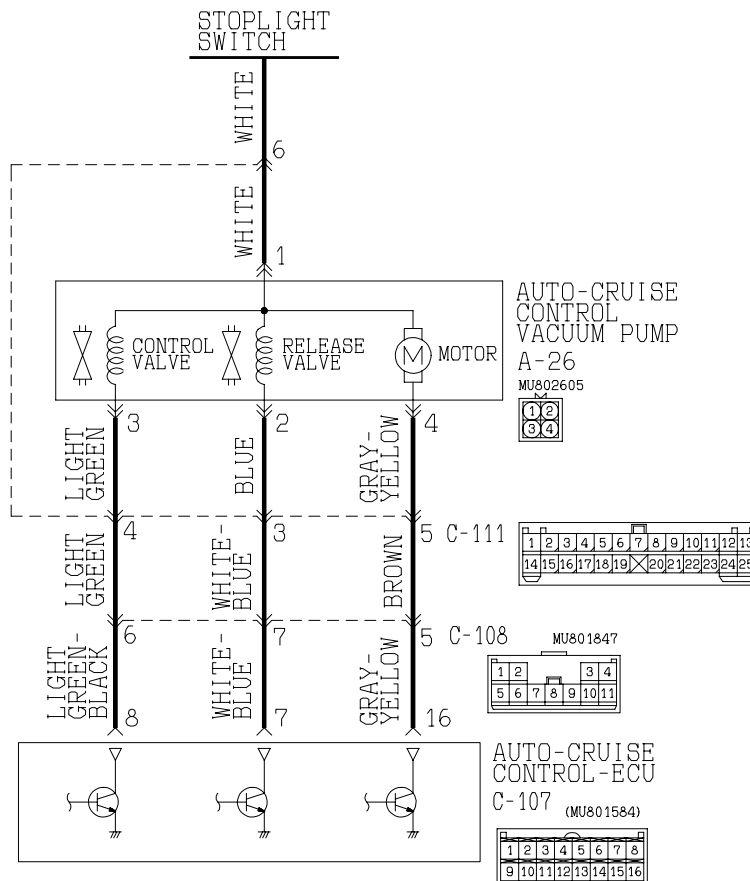 STOPLIGHT
SWITCH
WHITE
6
WHITE
1
AUTO-CRUISE
CONTROL
VACUUM PUMP
A-26
MU802605
1 2
3 4
CONTROL
VALVE
RELEASE
VALVE
M
MOTOR
3
2
4
LIGHT
GREEN
BLUE
GRAY-
YELLOW
4
3
5
C-111
1 2 3 4 5 6 7 8 9 10 11 12 13
14 15 16 17 18 19 20 21 22 23 24 25
LIGHT
GREEN
WHITE-
BLUE
BROWN
6
7
5
C-108
MU801847
1 2 3 4
5 6 7 8 9 10 11
LIGHT
GREEN-
BLACK
WHITE-
BLUE
GRAY-
YELLOW
8
7
16
AUTO-CRUISE
CONTROL-ECU
C-107
(MU801584)
1 2 3 4 5 6 7 8
9 10 11 12 13 14 15 16